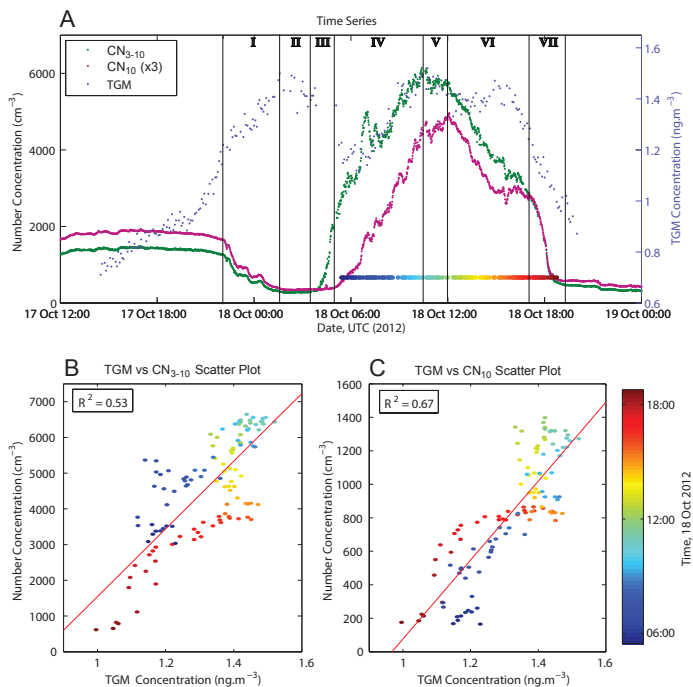 A
Time Series
CN3-10
CN10 (x3)
TGM
I II III IV V VI VII
Number Concentration (cm−3)
6000
4000
2000
0
TGM Concentration (ng.m−3)
1.6
1.4
1.2
1
0.8
0.6
17 Oct 12:00 18 Oct 00:00 18 Oct 06:00 18 Oct 12:00 18 Oct 18:00 19 Oct 00:00
Date, UTC (2012)
B
TGM vs CN3-10 Scatter Plot
R2 = 0.53
Number Concentration (cm−3)
7000
6000
5000
4000
3000
2000
1000
0
1 1.2 1.4 1.6
TGM Concentration (ng.m−3)
C
TGM vs CN10 Scatter Plot
R2 = 0.67
Number Concentration (cm−3)
1600
1400
1200
1000
800
600
400
200
0
1 1.2 1.4 1.6
TGM Concentration (ng.m−3)
18:00
12:00
06:00
Time, 18 Oct 2012